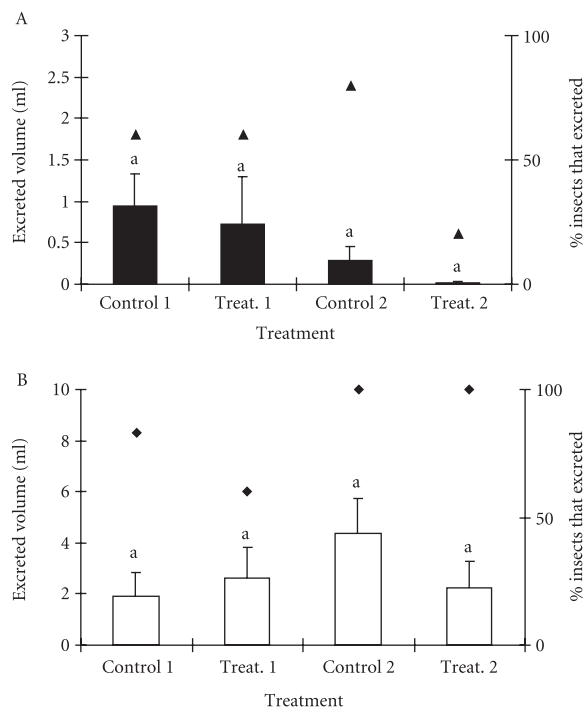 A
Excreted volume (ml)
3
2.5
2
1.5
1
0.5
0
100
50
0
% insects that excreted
a
a
a
a
Control 1 Treat. 1 Control 2 Treat. 2
Treatment
B
Excreted volume (ml)
10
8
6
4
2
0
100
50
0
% insects that excreted
a
a
a
a
Control 1 Treat. 1 Control 2 Treat. 2
Treatment